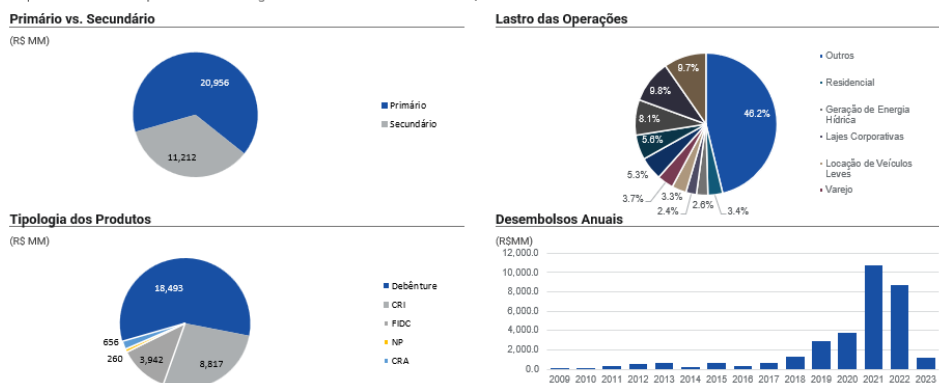 Primário vs. Secundário
(R$ MM)
20,956
11,212
Primário
Secundário
Lastro das Operações
9.7%
9.8%
8.1%
5.6%
5.3%
3.7%
3.3%
2.4%
2.6%
3.4%
46.2%
Outros
Residencial
Geração de Energia
Hídrica
Lajes Corporativas
Locação de Veículos
Leves
Varejo
Tipologia dos Produtos
(R$ MM)
18,493
656
260
3,942
8,817
Debênture
CRI
FIDC
NP
CRA
Desembolsos Anuais
(R$MM)
12,000.0
10,000.0
8,000.0
6,000.0
4,000.0
2,000.0
0.0
2009 2010 2011 2012 2013 2014 2015 2016 2017 2018 2019 2020 2021 2022 2023